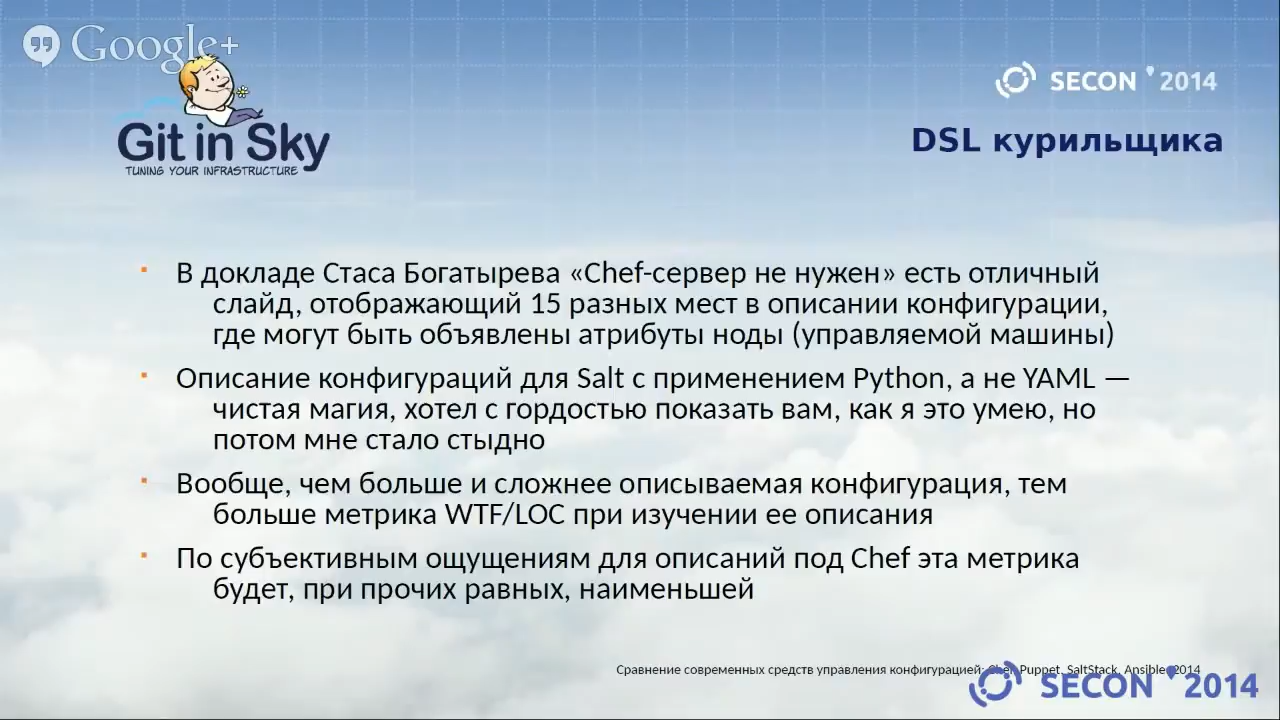 Google+
SECON 2014
Git in Sky
TUNING YOUR INFRASTRUCTURE
DSL курильщика
В докладе Стаса Богатырева «Chef-сервер не нужен» есть отличный
слайд, отображающий 15 разных мест в описании конфигурации,
где могут быть объявлены атрибуты ноды (управляемой машины)
Описание конфигураций для Salt с применением Python, а не YAML —
чистая магия, хотел с гордостью показать вам, как я это умею, но
потом мне стало стыдно
Вообще, чем больше и сложнее описываемая конфигурация, тем
больше метрика WTF/LOC при изучении ее описания
По субъективным ощущениям для описаний под Chef эта метрика
будет, при прочих равных, наименьшей
Сравнение современных средств управления конфигурацией: Chef, Puppet, SaltStack, Ansible, 2014
SECON 2014